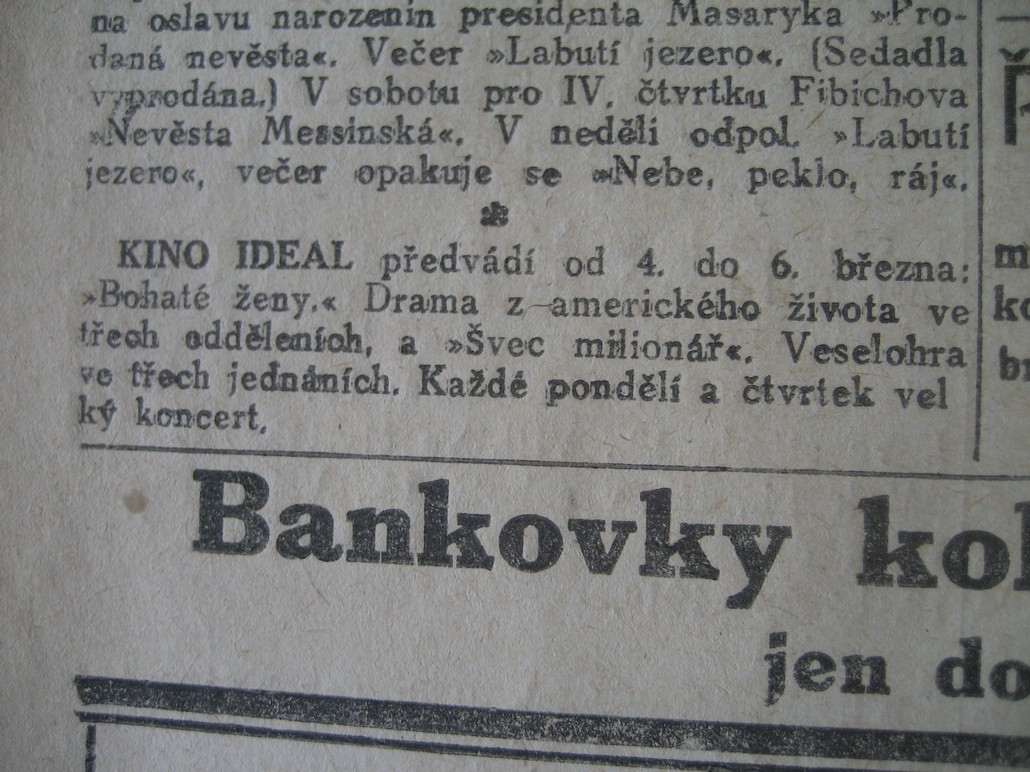 na oslavu narozenin presidenta Masaryka »Pro-
daná nevěsta«. Večer »Labutí jezero«. (Sedadla
vyprodána.) V sobotu pro IV. čtvrtku Fibichova
»Nevěsta Messinská«. V neděli odpol. »Labutí
jezero«, večer opakuje se »Nebe, peklo, ráj«.
KINO IDEAL předvádí od 4. do 6. března:
»Bohaté ženy.« Drama z amerického života ve
třech odděleních, a »Švec milionář«. Veselohra
ve třech jednáních. Každé pondělí a čtvrtek vel
ký koncert.
Bankovky
jen do